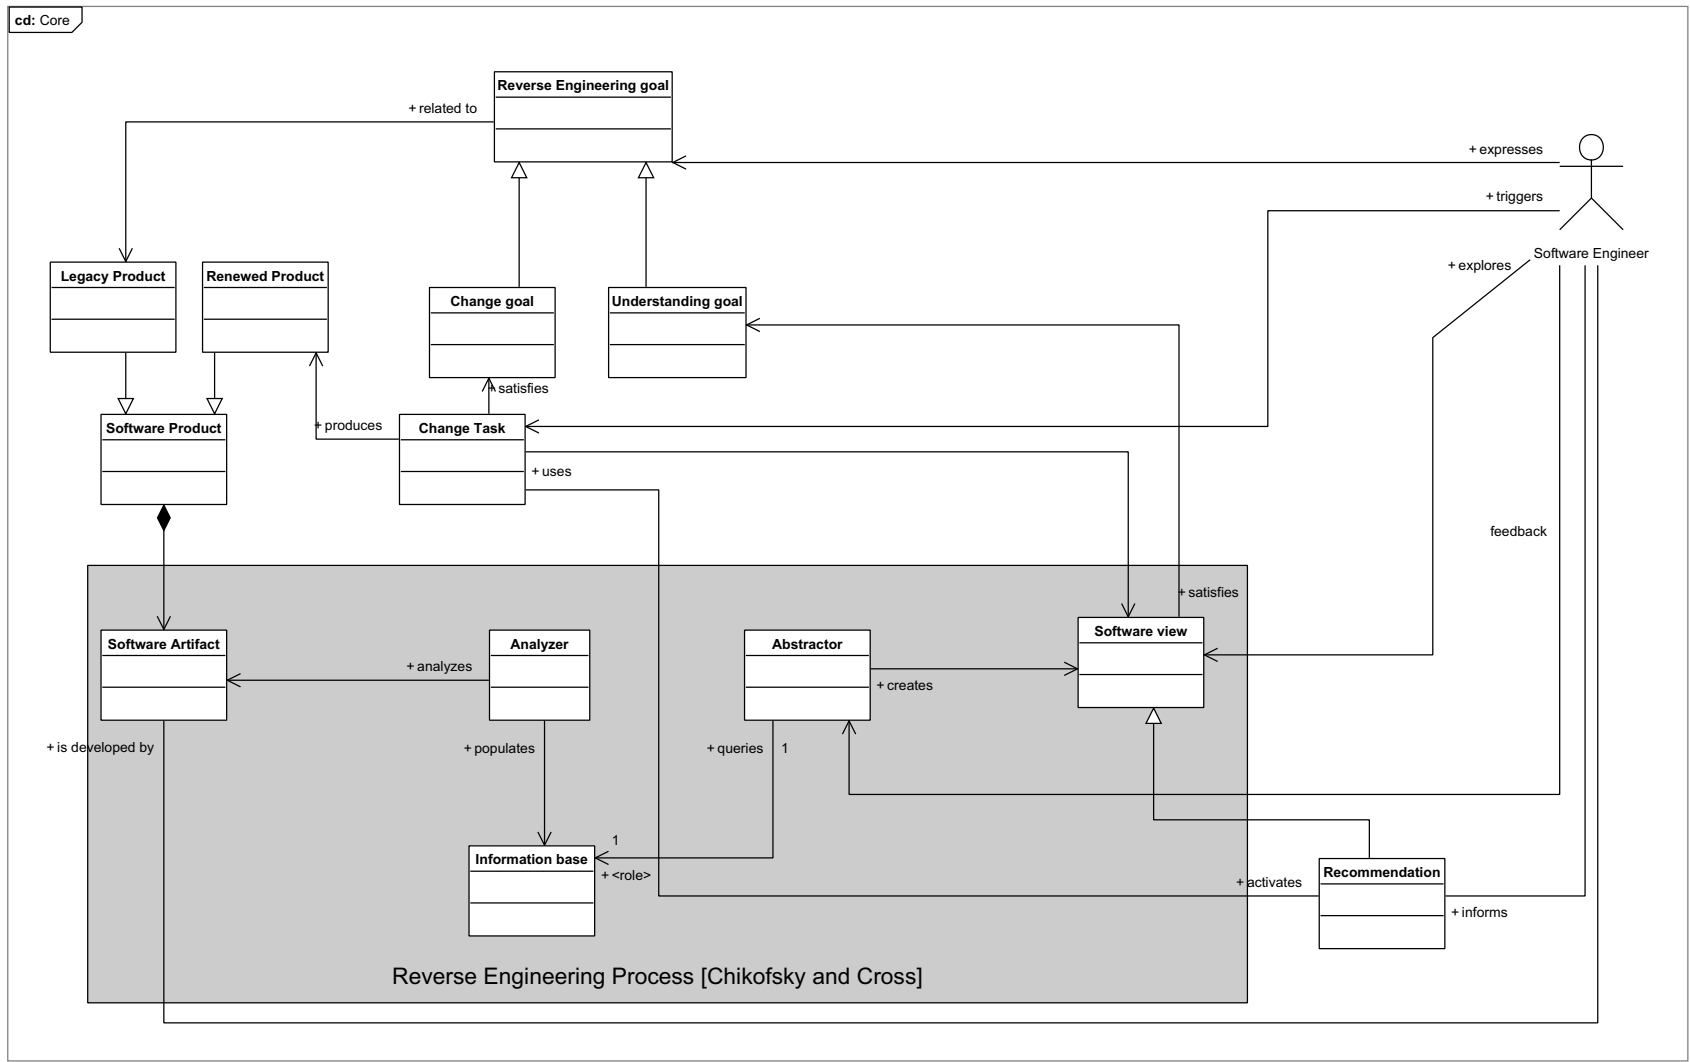 cd: Core
Reverse Engineering goal
+ related to
+ expresses
+ triggers
Software Engineer
+ explores
Legacy Product
Renewed Product
Change goal
Understanding goal
+ satisfies
+ produces
Software Product
Change Task
+ uses
feedback
+ satisfies
Software Artifact
Analyzer
Abstractor
Software view
+ analyzes
+ creates
+ is developed by
+ populates
+ queries
1
1
Information base
+ <role>
Recommendation
+ activates
+ informs
Reverse Engineering Process [Chikofsky and Cross]